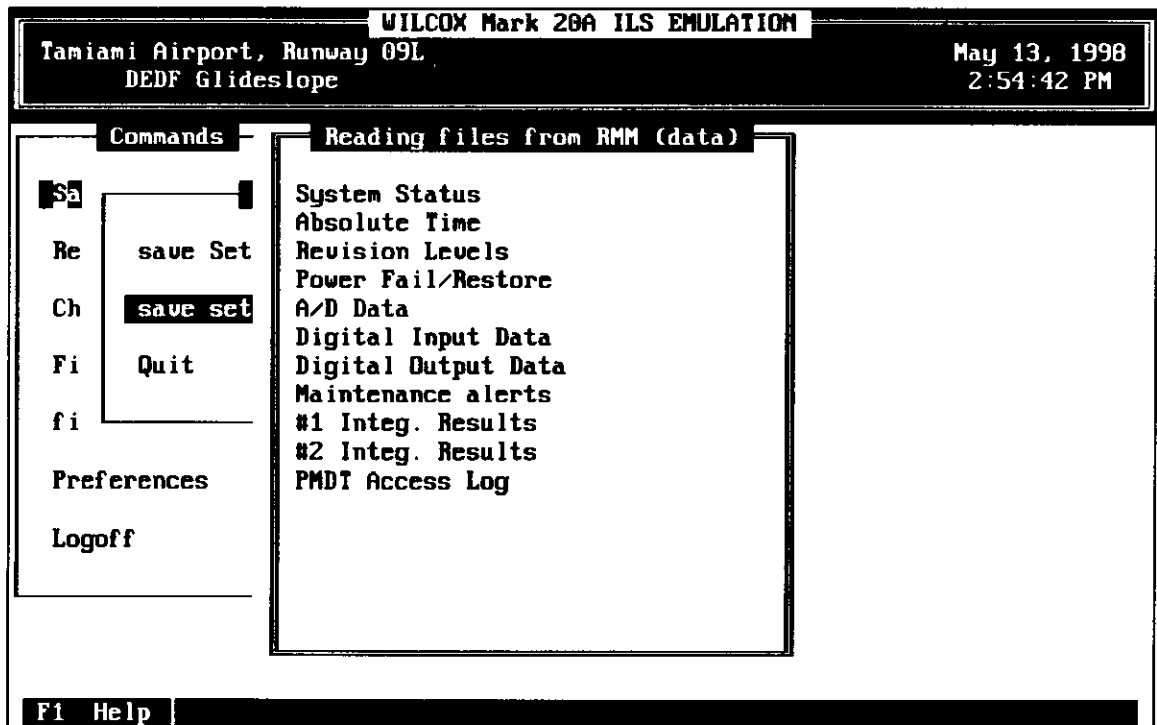 WILCOX Mark 20A ILS EMULATION
Tamiami Airport, Runway 09L
May 13, 1998
DEDF Glideslope
2:54:42 PM
Commands
Sa
Re
save Set
Ch
save set
Fi
Quit
fi
Preferences
Logoff
Reading files from RMM (data)
System Status
Absolute Time
Revision Levels
Power Fail/Restore
A/D Data
Digital Input Data
Digital Output Data
Maintenance alerts
#1 Integ. Results
#2 Integ. Results
PMDT Access Log
F1 Help